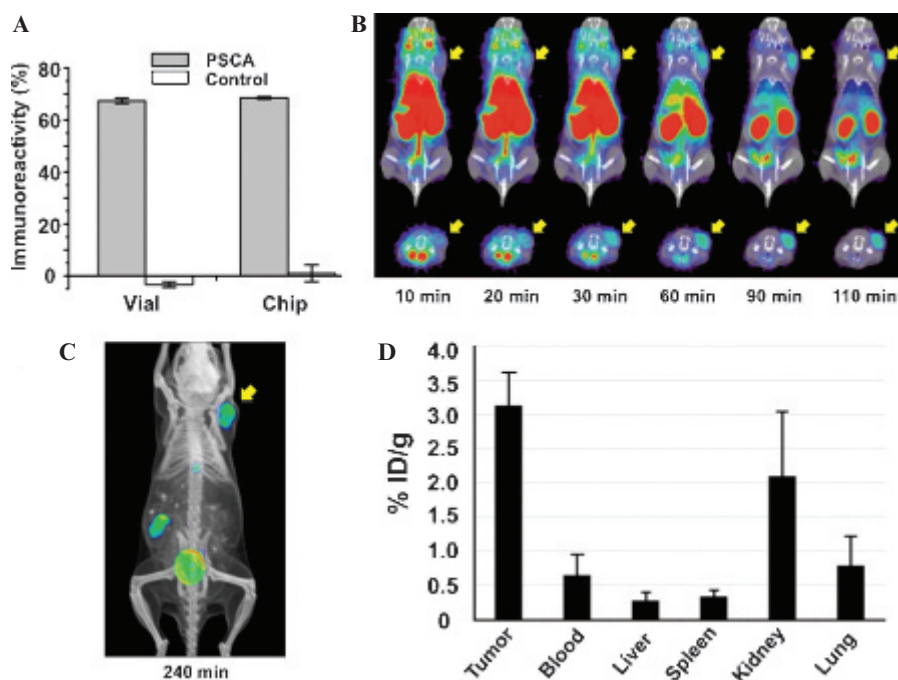 A
PSCA
Control
Immunoreactivity (%)
80
60
40
20
0
Vial
Chip
B
10 min
20 min
30 min
60 min
90 min
110 min
C
240 min
D
% ID/g
4.0
3.5
3.0
2.5
2.0
1.5
1.0
0.5
0
Tumor
Blood
Liver
Spleen
Kidney
Lung